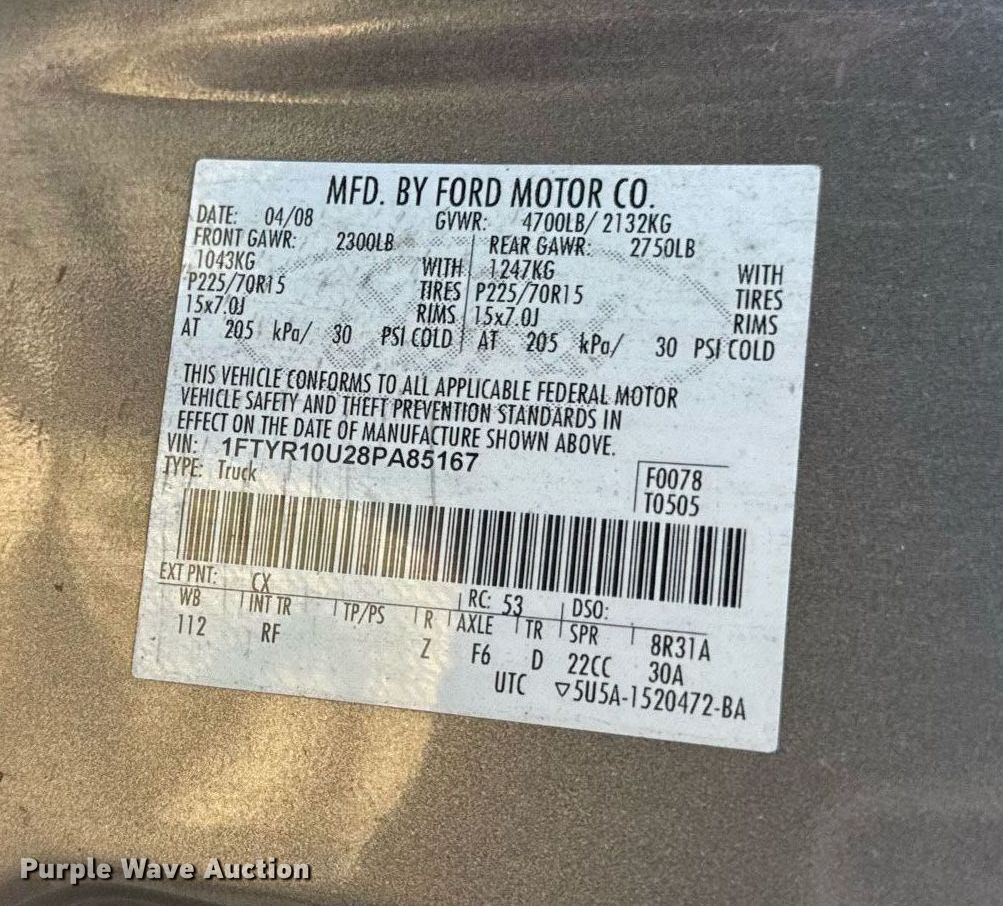 MFD. BY FORD MOTOR CO.
DATE: 04/08 GVWR: 4700LB/ 2132KG
FRONT GAWR: 2300LB REAR GAWR: 2750LB
1043KG WITH 1247KG WITH
P225/70R15 TIRES P225/70R15 TIRES
15x7.0J RIMS 15x7.0J RIMS
AT 205 kPa/ 30 PSI COLD AT 205 kPa/ 30 PSI COLD
THIS VEHICLE CONFORMS TO ALL APPLICABLE FEDERAL MOTOR
VEHICLE SAFETY AND THEFT PREVENTION STANDARDS IN
EFFECT ON THE DATE OF MANUFACTURE SHOWN ABOVE.
VIN: 1FTYR10U28PA85167
TYPE: Truck
F0078
T0505
EXT PNT: CX RC: 53 DSO:
WB INT TR TP/PS R AXLE TR SPR 8R31A
112 RF Z F6 D 22CC 30A
UTC ▽5U5A-1520472-BA
Purple Wave Auction